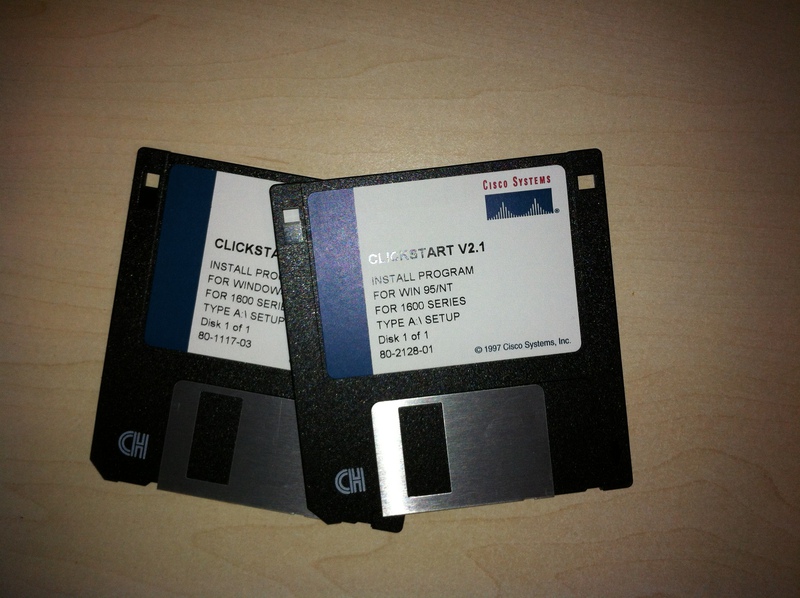 CLICKSTA
INSTALL PRO
FOR WINDOW
FOR 1600 SERIE
TYPE A:\ SETUP
Disk 1 of 1
80-1117-03
CH
CISCO SYSTEMS
®
CLICKSTART V2.1
INSTALL PROGRAM
FOR WIN 95/NT
FOR 1600 SERIES
TYPE A:\ SETUP
Disk 1 of 1
80-2128-01
© 1997 Cisco Systems, Inc.
CH